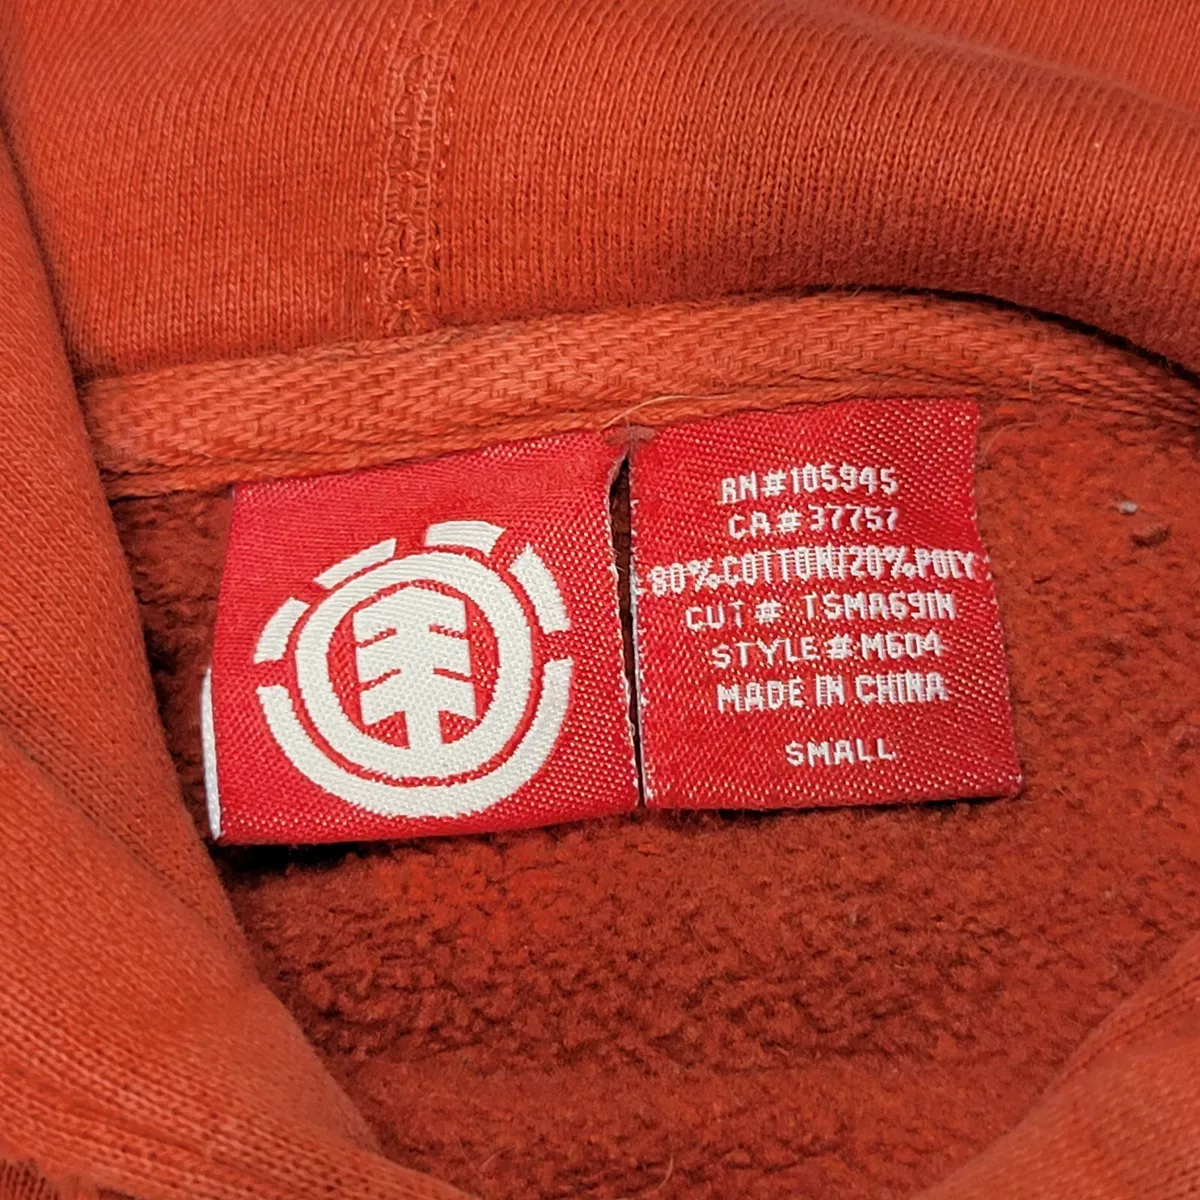 RN#105945
CA#37757
80%COTTON/20%POLY
CUT# TSMA69IN
STYLE#M604
MADE IN CHINA
SMALL